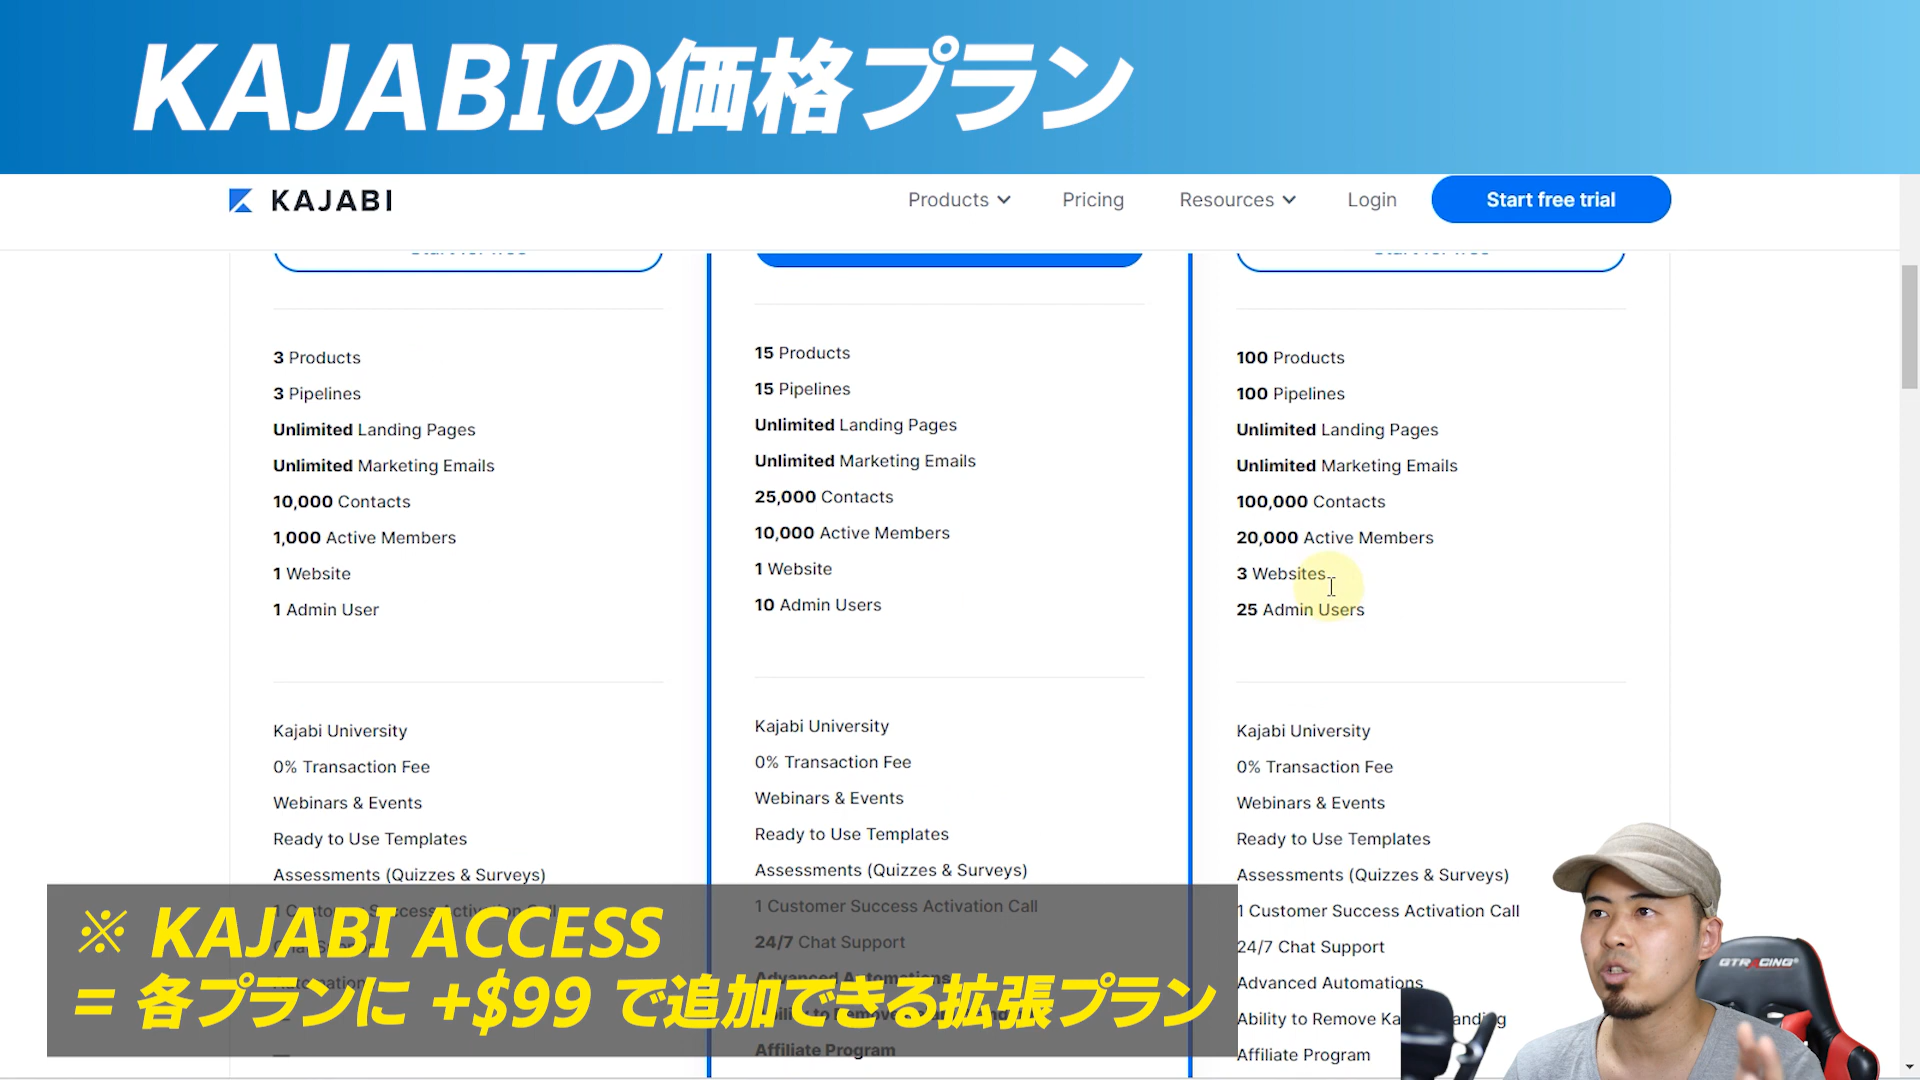 KAJABIの価格プラン
KAJABI
Products
Pricing
Resources
Login
Start free trial
3 Products
3 Pipelines
Unlimited Landing Pages
Unlimited Marketing Emails
10,000 Contacts
1,000 Active Members
1 Website
1 Admin User
Kajabi University
0% Transaction Fee
Webinars & Events
Ready to Use Templates
Assessments (Quizzes & Surveys)
15 Products
15 Pipelines
Unlimited Landing Pages
Unlimited Marketing Emails
25,000 Contacts
10,000 Active Members
1 Website
10 Admin Users
Kajabi University
0% Transaction Fee
Webinars & Events
Ready to Use Templates
Assessments (Quizzes & Surveys)
1 Customer Success Activation Call
24/7 Chat Support
Advanced Automations
Affiliate Program
100 Products
100 Pipelines
Unlimited Landing Pages
Unlimited Marketing Emails
100,000 Contacts
20,000 Active Members
3 Websites
25 Admin Users
Kajabi University
0% Transaction Fee
Webinars & Events
Ready to Use Templates
Assessments (Quizzes & Surveys)
1 Customer Success Activation Call
24/7 Chat Support
Advanced Automations
Ability to Remove
Affiliate Program
※ KAJABI ACCESS
= 各プランに +$99 で追加できる拡張プラン
GTRACING